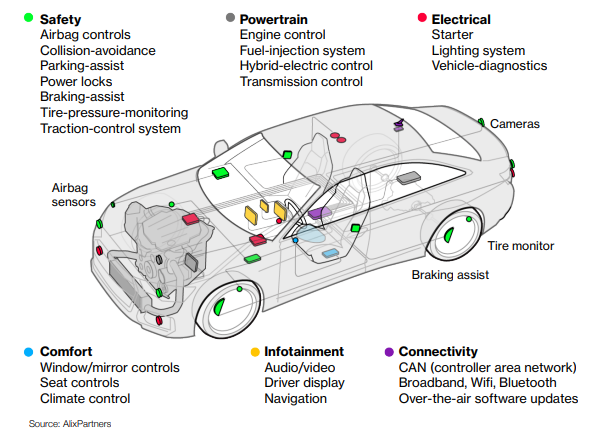 Safety
Airbag controls
Collision-avoidance
Parking-assist
Power locks
Braking-assist
Tire-pressure-monitoring
Traction-control system
Powertrain
Engine control
Fuel-injection system
Hybrid-electric control
Transmission control
Electrical
Starter
Lighting system
Vehicle-diagnostics
Cameras
Airbag
sensors
Tire monitor
Braking assist
Comfort
Window/mirror controls
Seat controls
Climate control
Infotainment
Audio/video
Driver display
Navigation
Connectivity
CAN (controller area network)
Broadband, Wifi, Bluetooth
Over-the-air software updates
Source: AlixPartners